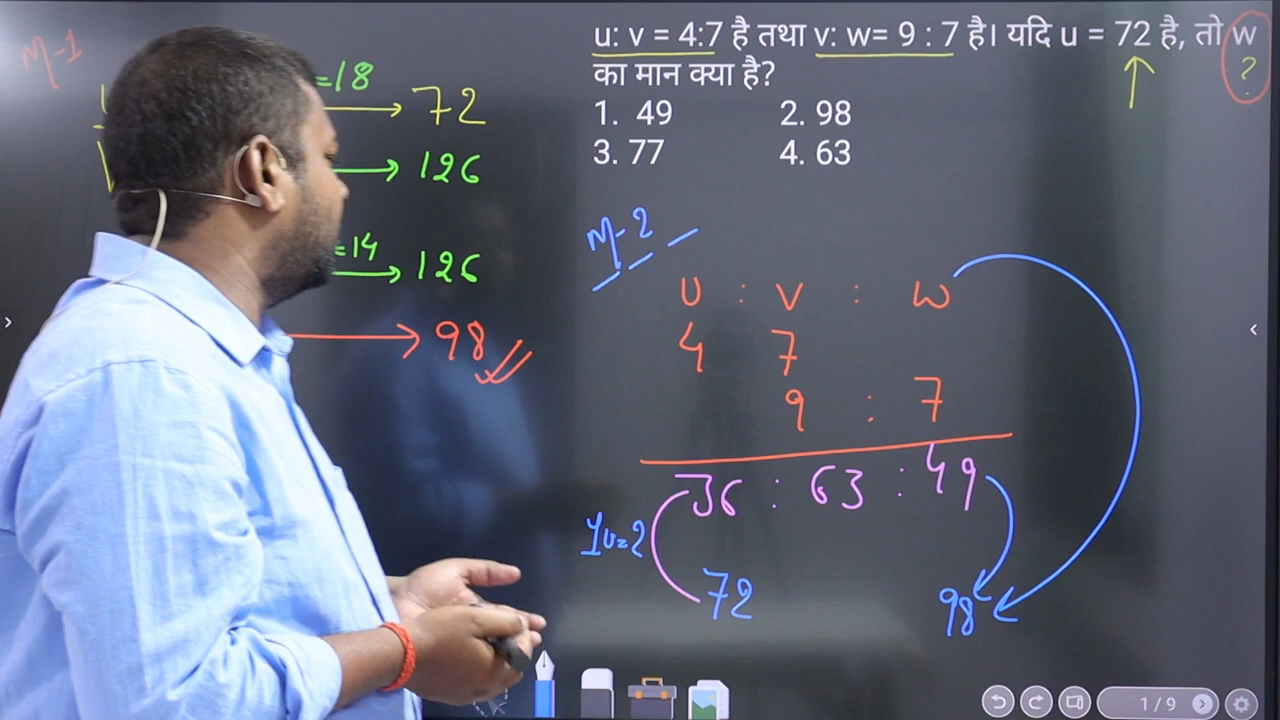 u: v = 4:7 है तथा v: w= 9 : 7 है। यदि u = 72 है, तो w
का मान क्या है?
1. 49 2. 98
3. 77 4. 63
M-1
=18
72
126
=14
126
98
?
M-2
U : V : W
4 7
9 : 7
36 : 63 : 49
1u=2
72 98
1 / 9